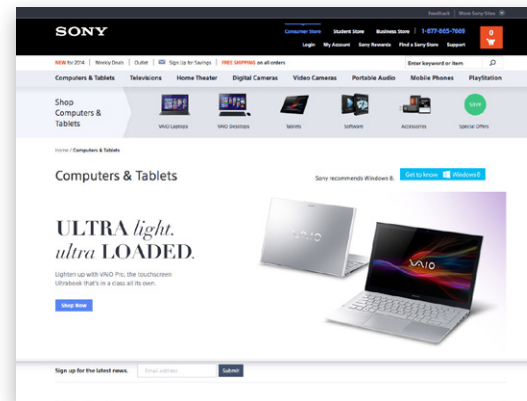 Feedback | More Sony Sites
SONY
Consumer Store Student Store Business Store | 1-877-865-7669
0
Login My Account Sony Rewards Find a Sony Store Support
NEW for 2014 | Weekly Deals | Outlet | Sign Up for Savings | FREE SHIPPING on all orders
Enter keyword or item
Computers & Tablets Televisions Home Theater Digital Cameras Video Cameras Portable Audio Mobile Phones PlayStation
Shop
Computers &
Tablets
SAVE
VAIO Laptops VAIO Desktops Tablets Software Accessories Special Offers
Home / Computers & Tablets
Computers & Tablets
Sony recommends Windows 8.
Get to know Windows 8
ULTRA light.
ultra LOADED.
VAIO
Lighten up with VAIO Pro, the touchscreen
Ultrabook that's in a class all its own.
Shop Now
Sign up for the latest news.
Email address
Submit